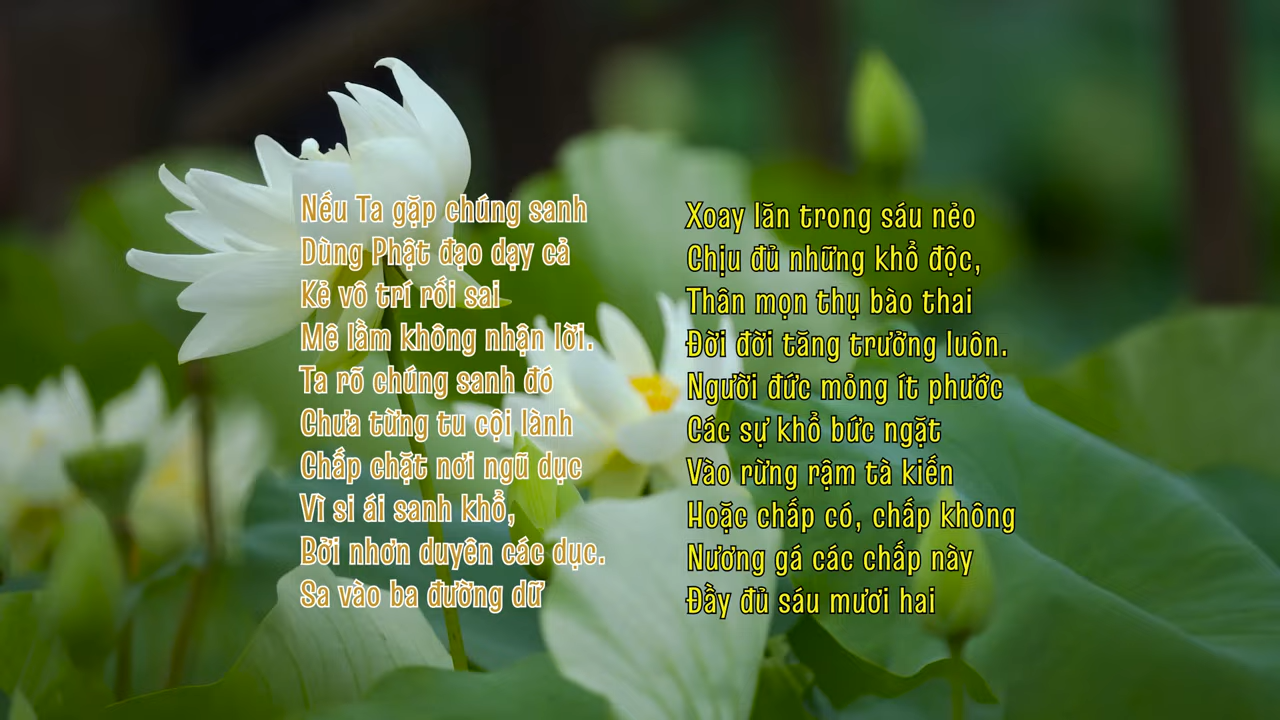 Nếu Ta gặp chúng sanh
Dùng Phật đạo dạy cả
Kẻ vô trí rối sai
Mê lầm không nhận lời.
Ta rõ chúng sanh đó
Chưa từng tu cội lành
Chấp chặt nơi ngũ dục
Vì si ái sanh khổ,
Bởi nhơn duyên các dục.
Sa vào ba đường dữ
Xoay lăn trong sáu nẻo
Chịu đủ những khổ độc,
Thân mọn thụ bào thai
Đời đời tăng trưởng luôn.
Người đức mỏng ít phước
Các sự khổ bức ngặt
Vào rừng rậm tà kiến
Hoặc chấp có, chấp không
Nương gá các chấp này
Đầy đủ sáu mươi hai